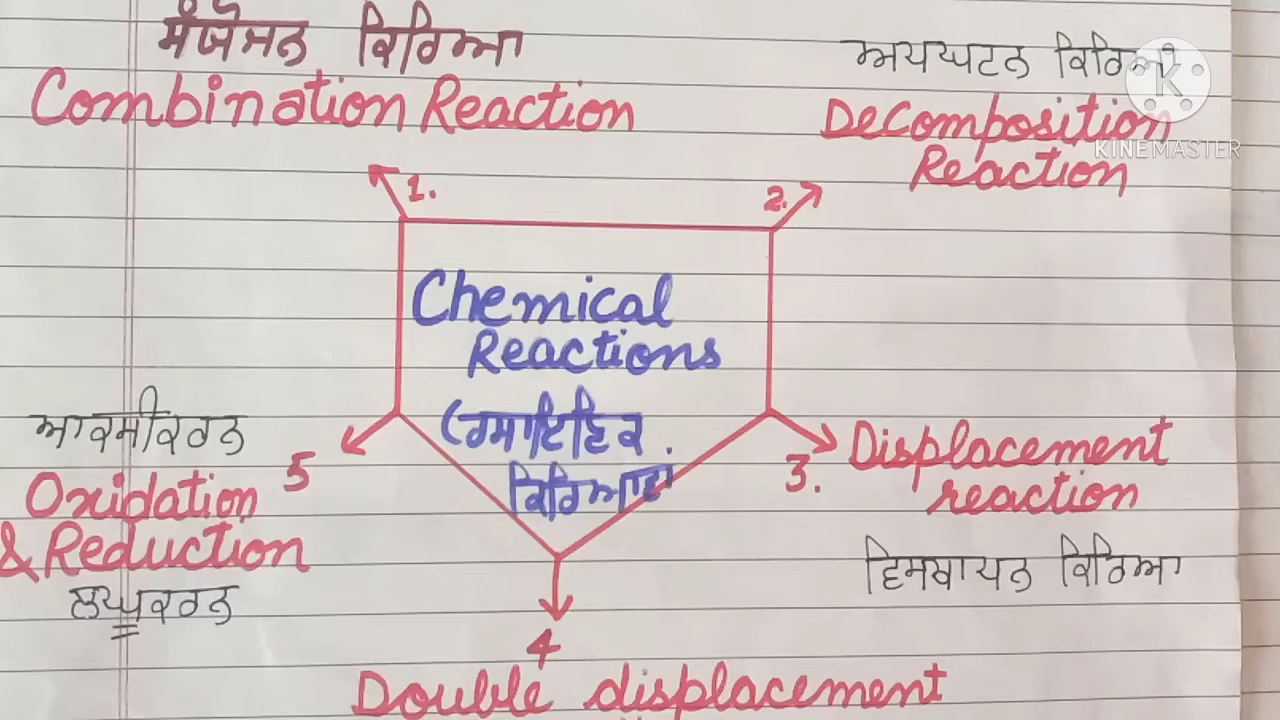 ਸੰਯੋਜਨ ਕਿਰਿਆ
Combination Reaction
ਅਪਘਟਨ ਕਿਰਿਆ
Decomposition
Reaction
K
KINEMASTER
1.
2.
Chemical
Reactions
(ਰਸਾਇਣਿਕ
ਕਿਰਿਆਵਾਂ
ਆਕਸੀਕਰਨ
5
Oxidation
& Reduction
ਲਘੂਕਰਨ
3.
Displacement
reaction
ਵਿਸਥਾਪਨ ਕਿਰਿਆ
4
Double displacement